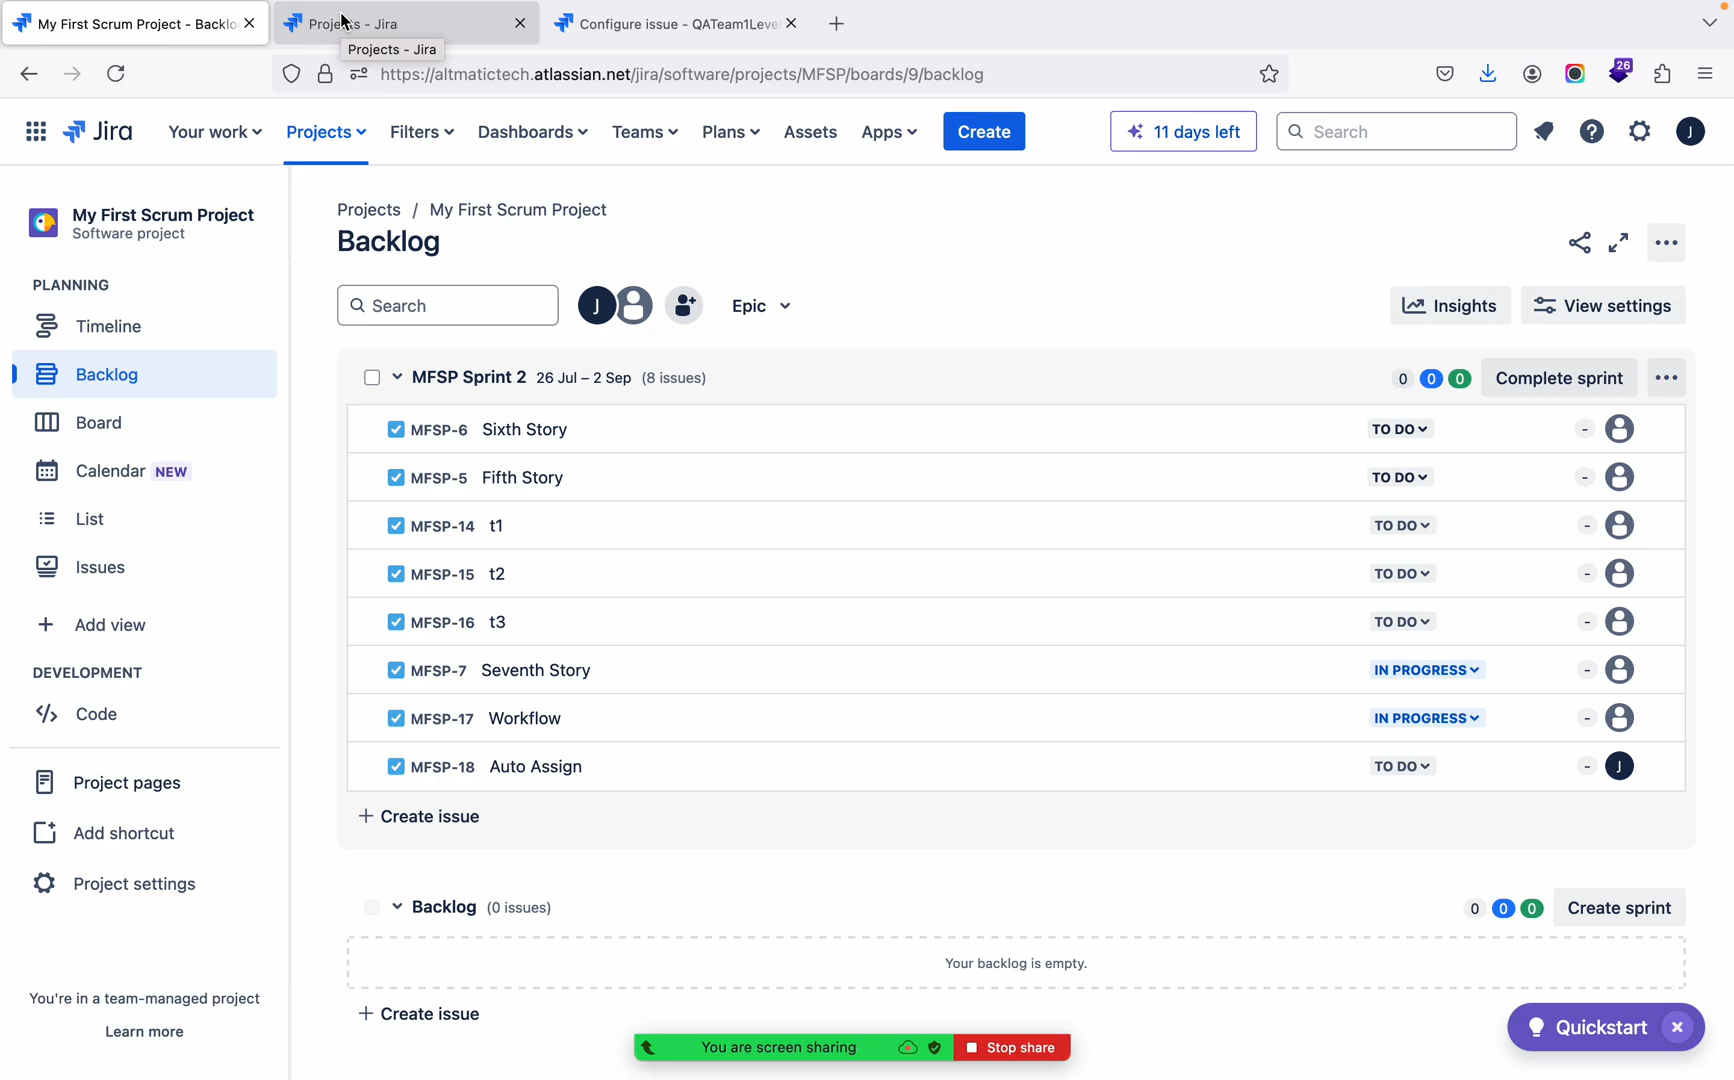 My First Scrum Project - Backlo
Projects - Jira
Configure issue - QATeam1Leve
Projects - Jira
https://altmatictech.atlassian.net/jira/software/projects/MFSP/boards/9/backlog
26
Jira
Your work
Projects
Filters
Dashboards
Teams
Plans
Assets
Apps
Create
11 days left
Search
J
My First Scrum Project
Software project
PLANNING
Timeline
Backlog
Board
Calendar NEW
List
Issues
Add view
DEVELOPMENT
Code
Project pages
Add shortcut
Project settings
You're in a team-managed project
Learn more
Projects / My First Scrum Project
Backlog
Search
J
Epic
Insights
View settings
MFSP Sprint 2 26 Jul – 2 Sep (8 issues)
0 0 0 Complete sprint
MFSP-6 Sixth Story TO DO -
MFSP-5 Fifth Story TO DO -
MFSP-14 t1 TO DO -
MFSP-15 t2 TO DO -
MFSP-16 t3 TO DO -
MFSP-7 Seventh Story IN PROGRESS -
MFSP-17 Workflow IN PROGRESS -
MFSP-18 Auto Assign TO DO - J
+ Create issue
Backlog (0 issues)
0 0 0 Create sprint
Your backlog is empty.
+ Create issue
Quickstart
You are screen sharing
Stop share